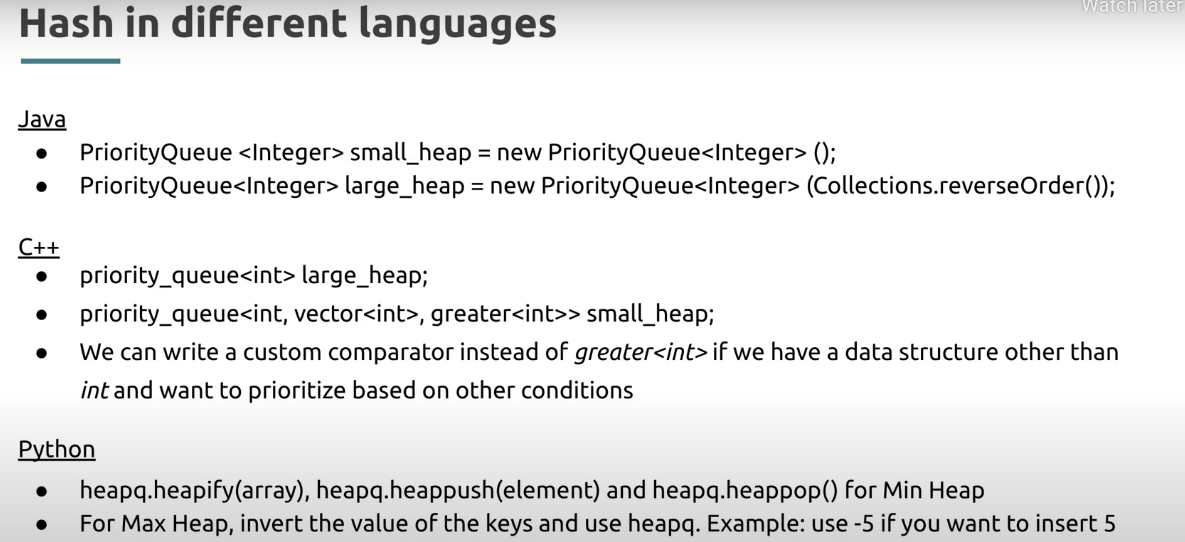 Watch later
Hash in different languages
Java
● PriorityQueue <Integer> small_heap = new PriorityQueue<Integer> ();
● PriorityQueue<Integer> large_heap = new PriorityQueue<Integer> (Collections.reverseOrder());
C++
● priority_queue<int> large_heap;
● priority_queue<int, vector<int>, greater<int>> small_heap;
● We can write a custom comparator instead of greater<int> if we have a data structure other than
int and want to prioritize based on other conditions
Python
● heapq.heapify(array), heapq.heappush(element) and heapq.heappop() for Min Heap
● For Max Heap, invert the value of the keys and use heapq. Example: use -5 if you want to insert 5